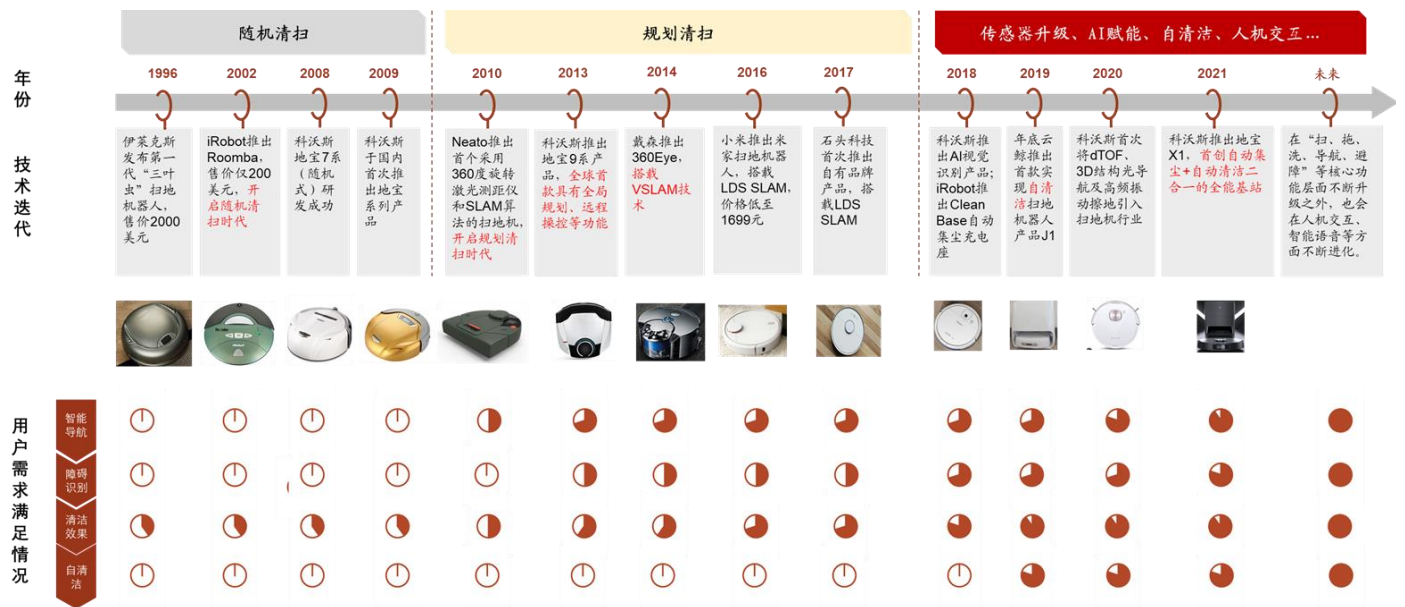 随机清扫
规划清扫
传感器升级、AI赋能、自清洁、人机交互...
年
份
1996
2002
2008
2009
2010
2013
2014
2016
2017
2018
2019
2020
2021
未来
技
术
迭
代
伊莱克斯
发布第一
代“三叶
虫”扫地
机器人，
售价2000
美元
iRobot推出
Roomba，
售价仅200
美元，开
启随机清
扫时代
科沃斯
地宝7系
（随机
式）研
发成功
科沃斯
于国内
首次推
出地宝
系列产
品
Neato推出
首个采用
360度旋转
激光测距仪
和SLAM算
法的扫地机，
开启规划清
扫时代
科沃斯推出
地宝9系产
品，全球首
款具有全局
规划、远程
操控等功能
戴森推出
360Eye，
搭载
VSLAM技
术
小米推出米
家扫地机器
人，搭载
LDS SLAM，
价格低至
1699元
石头科技
首次推出
自有品牌
产品，搭
载LDS
SLAM
科沃斯推
出AI视觉
识别产品；
iRobot推
出Clean
Base自动
集尘充电
座
年底云
鲸推出
首款实
现自清
洁扫地
机器人
产品J1
科沃斯首次
将dTOF、
3D结构光导
航及高频振
动擦地引入
扫地机行业
科沃斯推出地宝
X1，首创自动集
尘+自动清洁二
合一的全能基站
在“扫、拖、
洗、导航、避
障”等核心功
能层面不断升
级之外，也会
在人机交互、
智能语音等方
面不断进化。
用
户
需
求
满
足
情
况
智能
导航
障碍
识别
清洁
效果
自清
洁